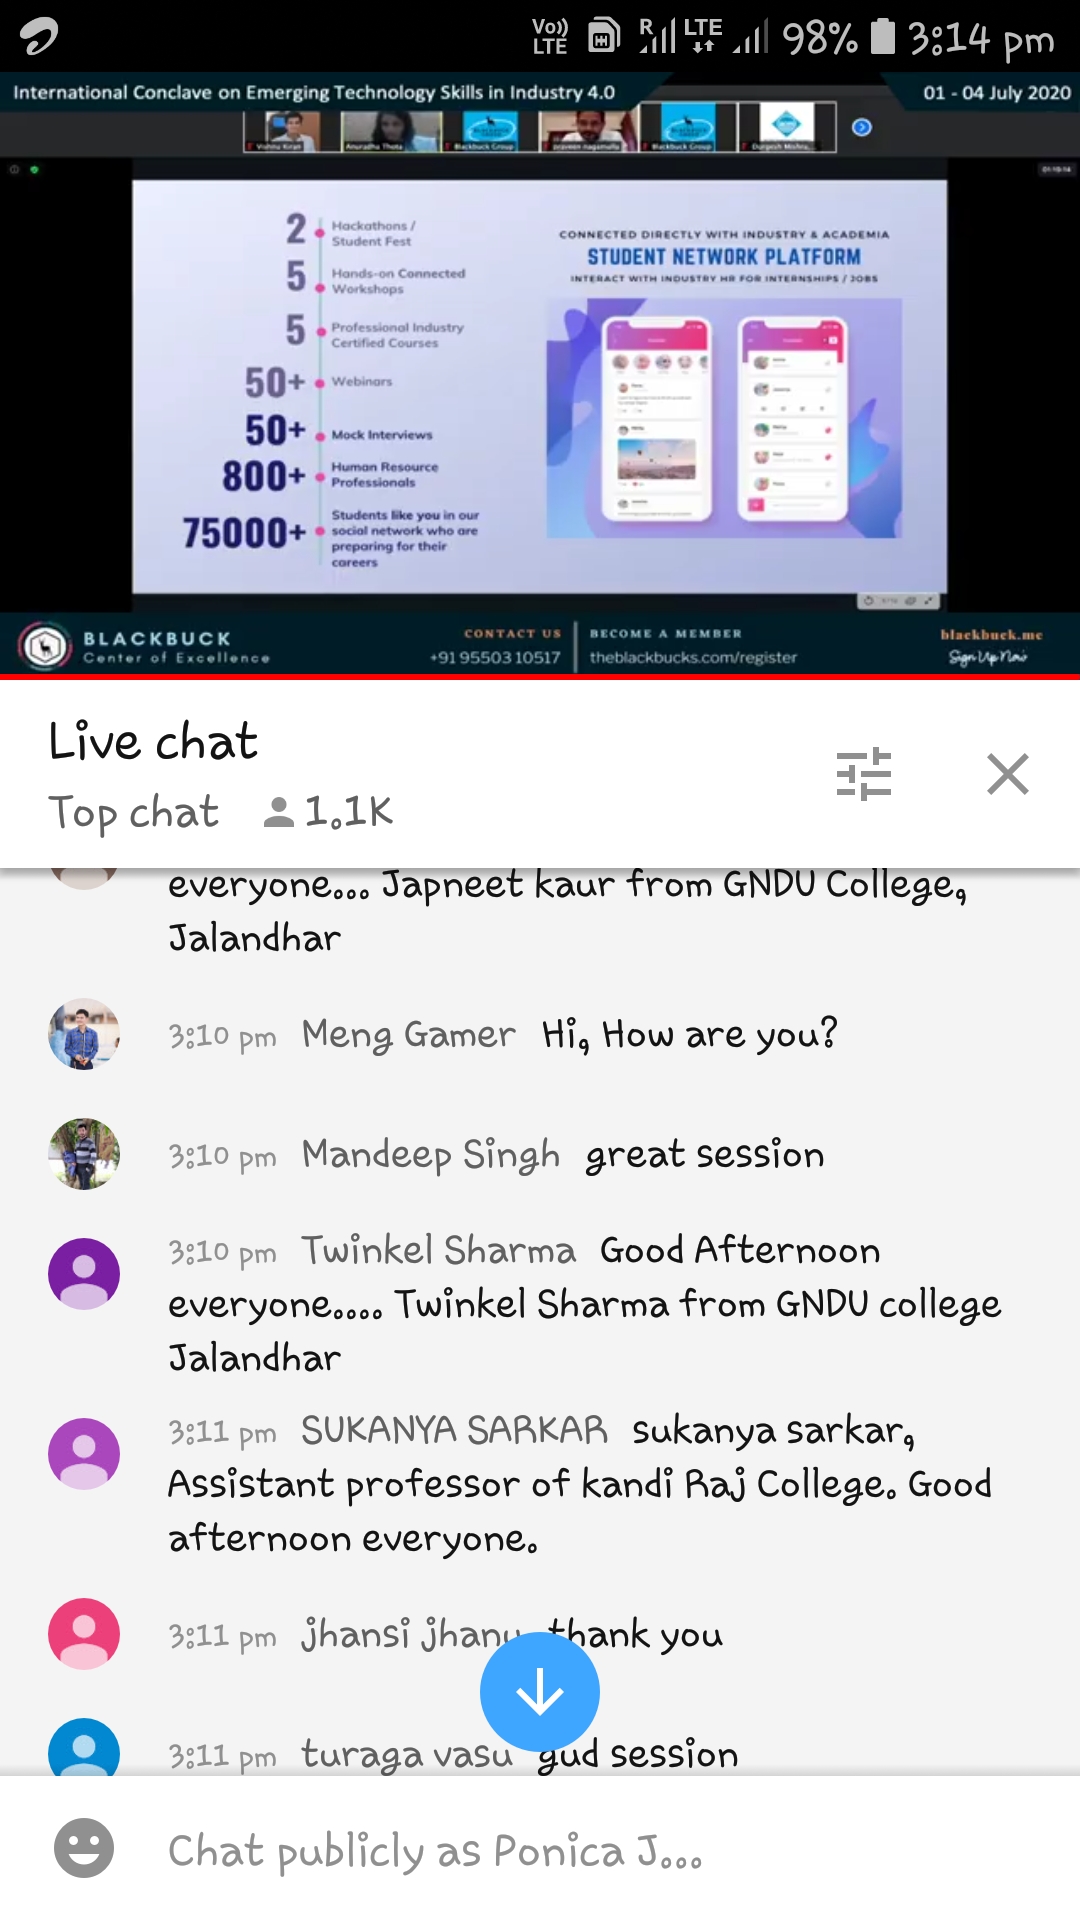 Vo)) LTE R LTE 98% 3:14 pm
International Conclave on Emerging Technology Skills in Industry 4.0 01 - 04 July 2020
Vishnu Kiran Anuradha Thota Blackbuck Group praveen nagamalla Blackbuck Group Durgesh Mishra
2 Hackathons /
Student Fest
5 Hands-on Connected
Workshops
5 Professional Industry
Certified Courses
50+ Webinars
50+ Mock Interviews
800+ Human Resource
Professionals
75000+ Students like you in our
social network who are
preparing for their
careers
CONNECTED DIRECTLY WITH INDUSTRY & ACADEMIA
STUDENT NETWORK PLATFORM
INTERACT WITH INDUSTRY HR FOR INTERNSHIPS / JOBS
BLACKBUCK
Center of Excellence
CONTACT US
+91 95503 10517
BECOME A MEMBER
theblackbucks.com/register
blackbuck.me
Sign Up Now
Live chat
Top chat 1.1K
everyone... Japneet kaur from GNDU College,
Jalandhar
3:10 pm Meng Gamer Hi, How are you?
3:10 pm Mandeep Singh great session
3:10 pm Twinkel Sharma Good Afternoon
everyone.... Twinkel Sharma from GNDU college
Jalandhar
3:11 pm SUKANYA SARKAR sukanya sarkar,
Assistant professor of kandi Raj College. Good
afternoon everyone.
3:11 pm jhansi jhanu thank you
3:11 pm turaga vasu gud session
Chat publicly as Ponica J...